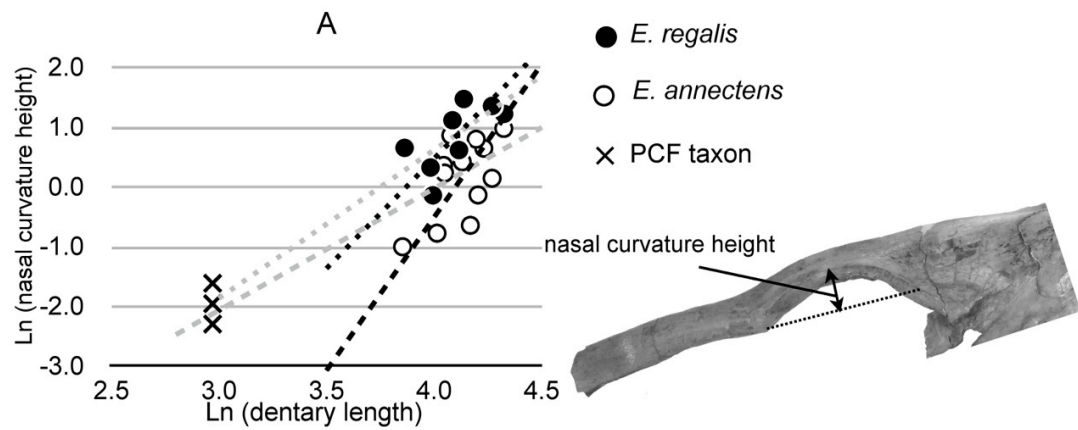 A
2.0
1.0
0.0
-1.0
-2.0
-3.0
Ln (nasal curvature height)
2.5
3.0
3.5
4.0
4.5
Ln (dentary length)
E. regalis
E. annectens
PCF taxon
nasal curvature height